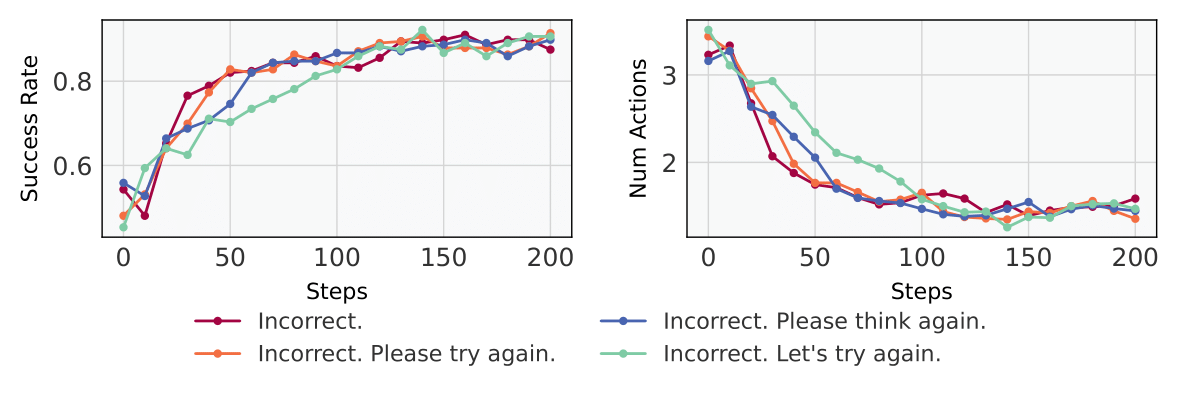 Success Rate
0.8
0.6
0 50 100 150 200
Steps
Num Actions
3
2
0 50 100 150 200
Steps
Incorrect.
Incorrect. Please try again.
Incorrect. Please think again.
Incorrect. Let's try again.